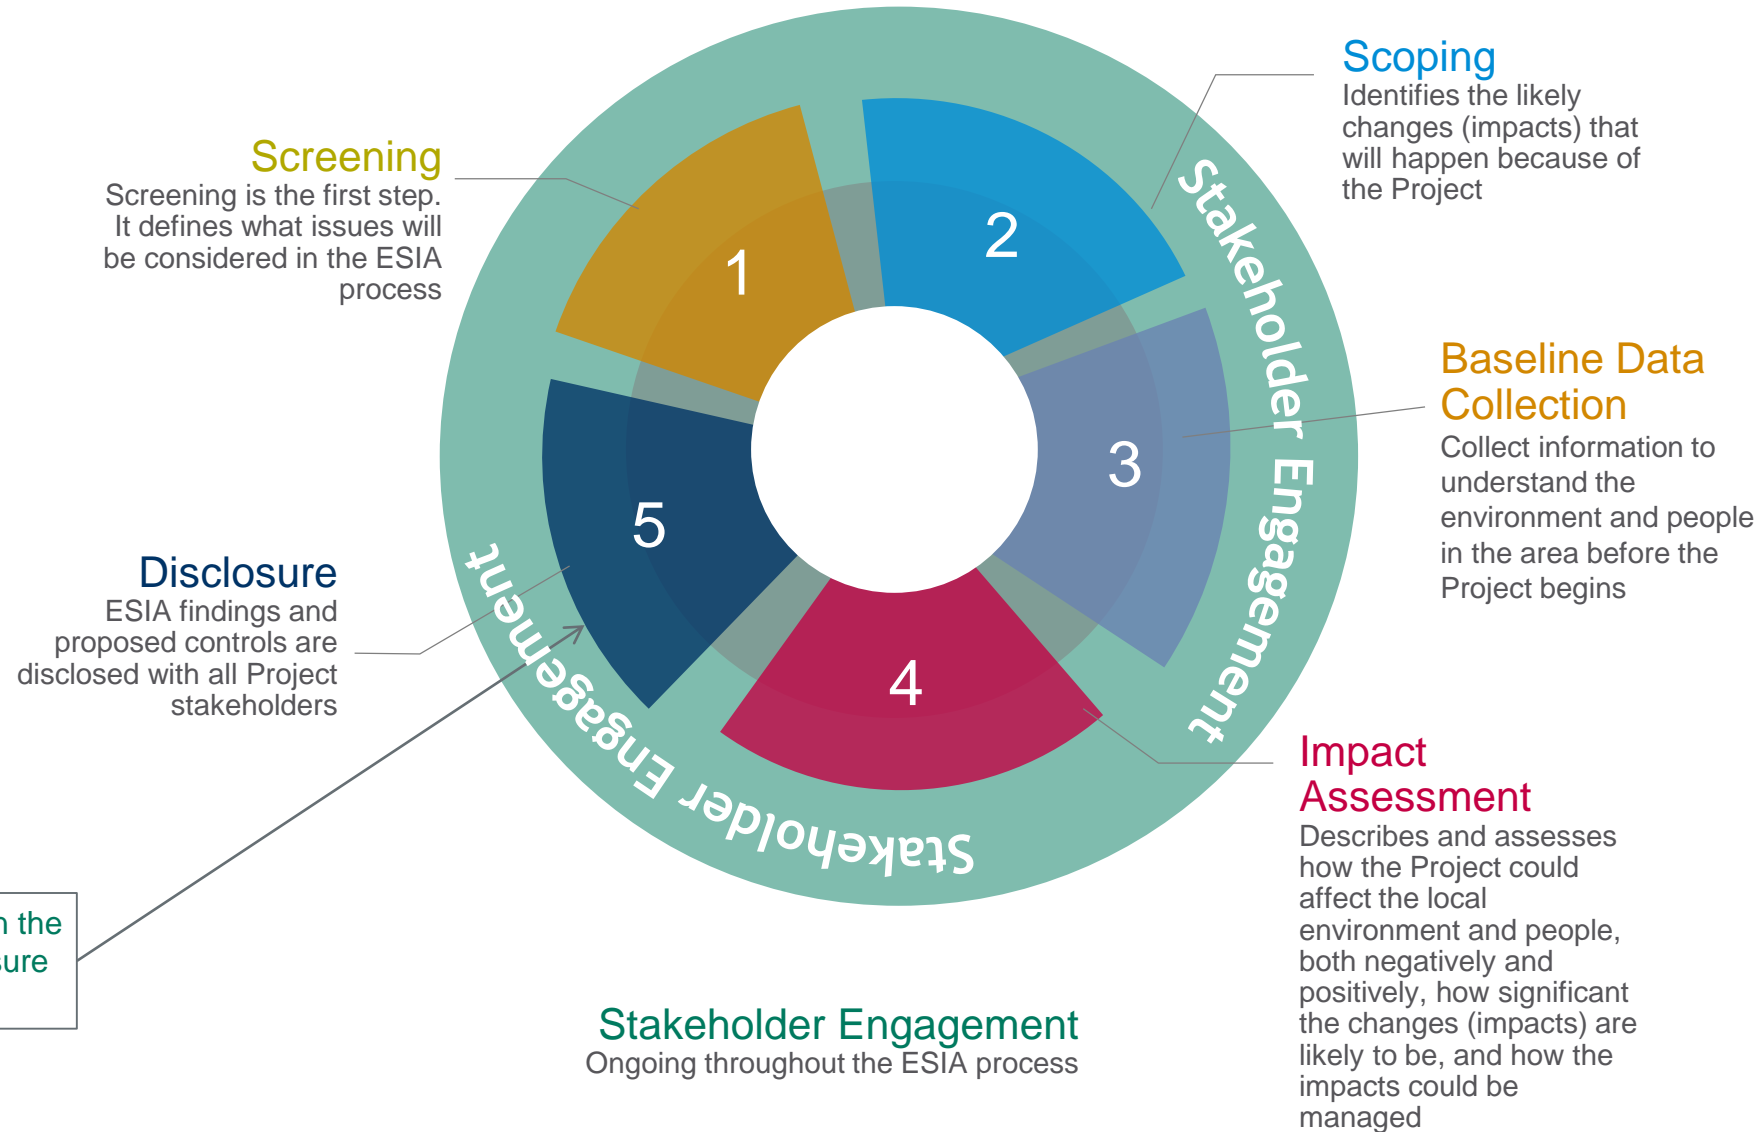 Screening
Screening is the first step.
It defines what issues will
be considered in the ESIA
process
1
Scoping
Identifies the likely
changes (impacts) that
will happen because of
the Project
2
Baseline Data
Collection
Collect information to
understand the
environment and people
in the area before the
Project begins
3
Impact
Assessment
Describes and assesses
how the Project could
affect the local
environment and people,
both negatively and
positively, how significant
the changes (impacts) are
likely to be, and how the
impacts could be
managed
4
Disclosure
ESIA findings and
proposed controls are
disclosed with all Project
stakeholders
5
Stakeholder Engagement
Stakeholder Engagement
the
Stakeholder Engagement
Ongoing throughout the ESIA process